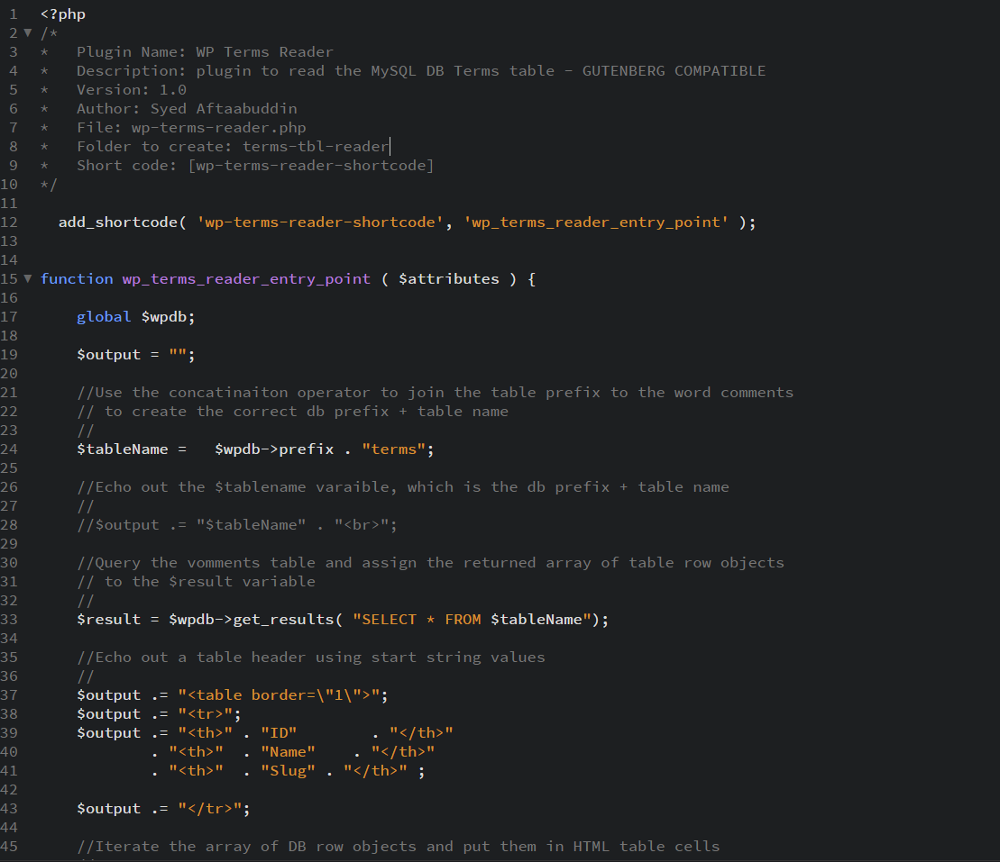 1 <?php
2 ▼ /*
3 * Plugin Name: WP Terms Reader
4 * Description: plugin to read the MySQL DB Terms table - GUTENBERG COMPATIBLE
5 * Version: 1.0
6 * Author: Syed Aftaabuddin
7 * File: wp-terms-reader.php
8 * Folder to create: terms-tbl-reader
9 * Short code: [wp-terms-reader-shortcode]
10 */
11
12 add_shortcode( 'wp-terms-reader-shortcode', 'wp_terms_reader_entry_point' );
13
14
15 ▼ function wp_terms_reader_entry_point ( $attributes ) {
16
17 global $wpdb;
18
19 $output = "";
20
21 //Use the concatinaiton operator to join the table prefix to the word comments
22 // to create the correct db prefix + table name
23 //
24 $tableName = $wpdb->prefix . "terms";
25
26 //Echo out the $tablename varaible, which is the db prefix + table name
27 //
28 //$output .= "$tableName" . "<br>";
29
30 //Query the vomments table and assign the returned array of table row objects
31 // to the $result variable
32 //
33 $result = $wpdb->get_results( "SELECT * FROM $tableName");
34
35 //Echo out a table header using start string values
36 //
37 $output .= "<table border=\"1\">";
38 $output .= "<tr>";
39 $output .= "<th>" . "ID" . "</th>"
40 . "<th>" . "Name" . "</th>"
41 . "<th>" . "Slug" . "</th>" ;
42
43 $output .= "</tr>";
44
45 //Iterate the array of DB row objects and put them in HTML table cells